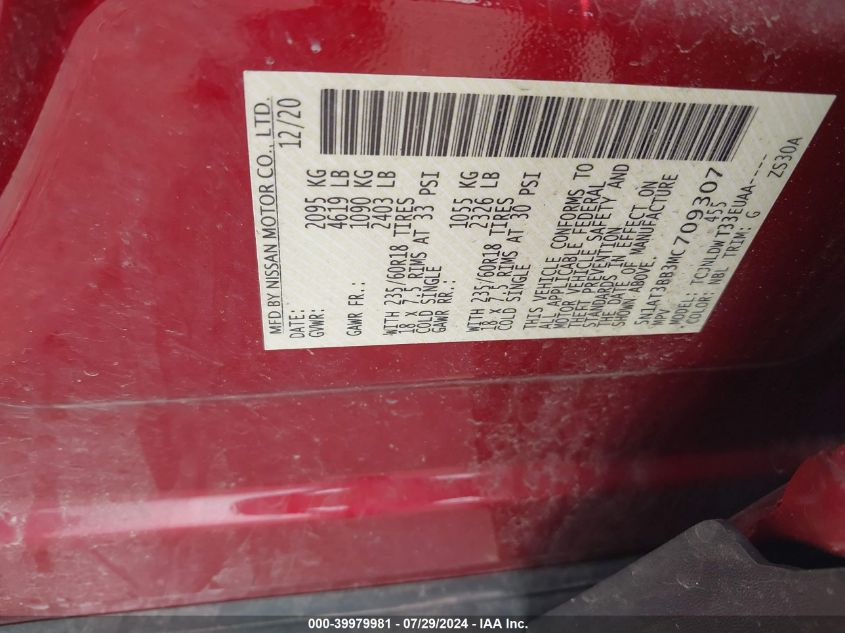 MFD BY NISSAN MOTOR CO., LTD.
DATE: 12/20
GVWR: 2095 KG
4619 LB
GAWR FR.: 1090 KG
2403 LB
WITH 235/60R18 TIRES
18 X 7.5 RIMS AT 33 PSI
COLD SINGLE
GAWR RR.: 1055 KG
2326 LB
WITH 235/60R18 TIRES
18 X 7.5 RIMS AT 30 PSI
COLD SINGLE
THIS VEHICLE CONFORMS TO
ALL APPLICABLE FEDERAL
MOTOR VEHICLE SAFETY AND
THEFT PREVENTION
STANDARDS IN EFFECT ON
THE DATE OF MANUFACTURE
SHOWN ABOVE.
5N1AT3BB3MC709307
MPV 455
MODEL: TCJNLDWT33EUAA-----
COLOR: NBL TRIM: G
ZS30A
000-39979981 - 07/29/2024 - IAA Inc.